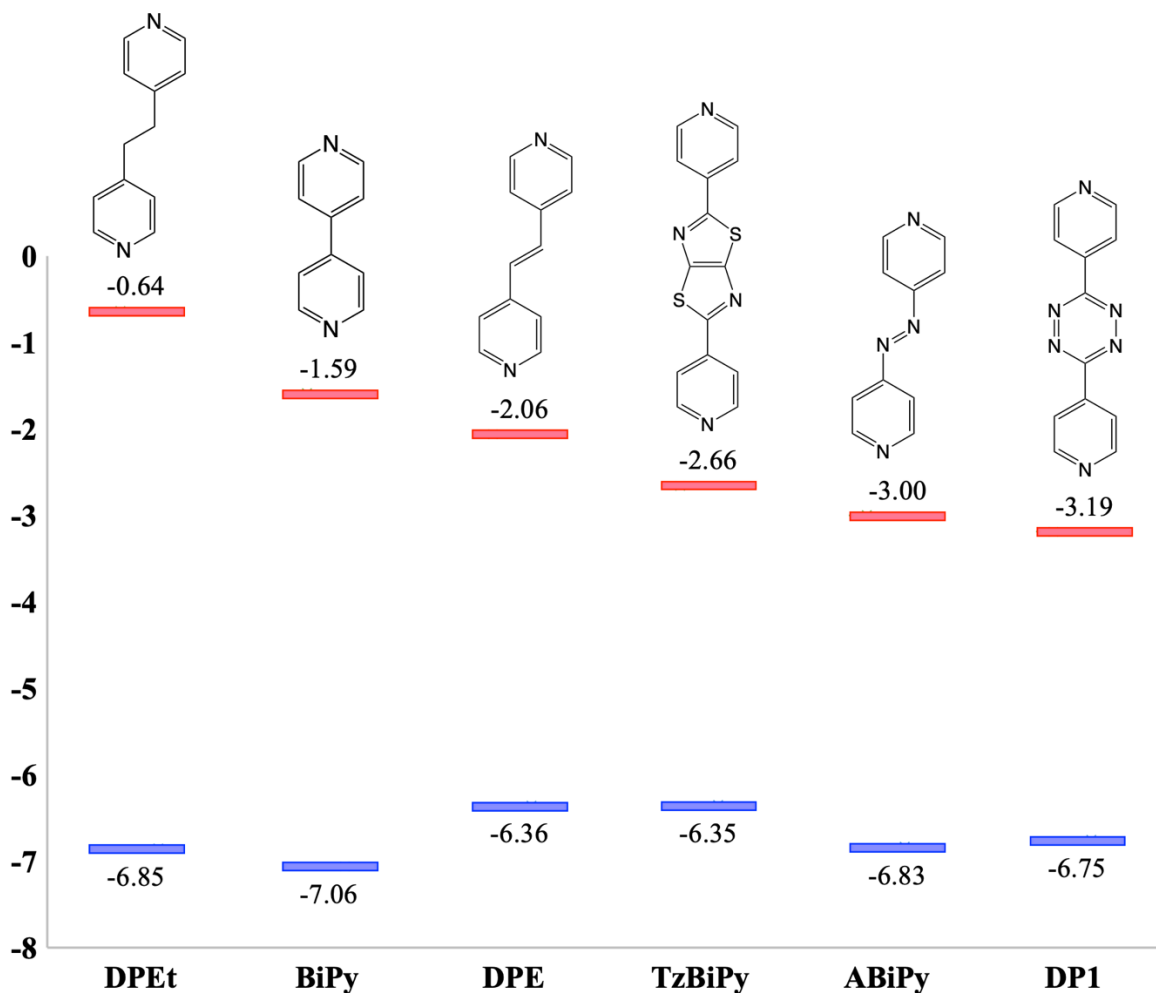 N
N
N
N
N
N
N
S
S
N
N
N
N
N
N
N
N
N
N
N
N
N
0
-1
-2
-3
-4
-5
-6
-7
-8
-0.64
-1.59
-2.06
-2.66
-3.00
-3.19
-6.85
-7.06
-6.36
-6.35
-6.83
-6.75
DPEt
BiPy
DPE
TzBiPy
ABiPy
DP1